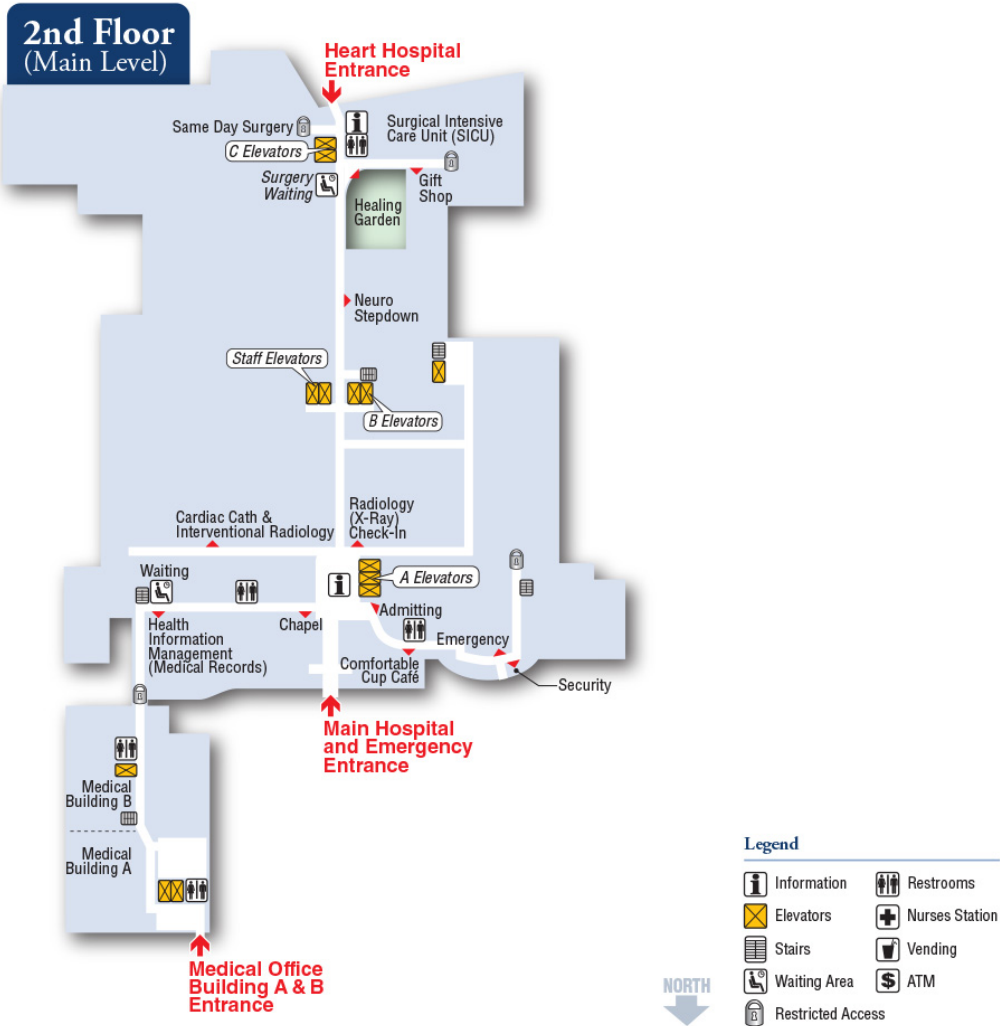 2nd Floor
(Main Level)
Heart Hospital
Entrance
Same Day Surgery
Surgical Intensive
Care Unit (SICU)
C Elevators
Surgery
Waiting
Gift
Shop
Healing
Garden
Neuro
Stepdown
Staff Elevators
B Elevators
Radiology
(X-Ray)
Check-In
Cardiac Cath &
Interventional Radiology
Waiting
A Elevators
Admitting
Health
Information
Management
(Medical Records)
Chapel
Emergency
Comfortable
Cup Café
Security
Main Hospital
and Emergency
Entrance
Medical
Building B
Medical
Building A
Medical Office
Building A & B
Entrance
NORTH
Legend
Information
Restrooms
Elevators
Nurses Station
Stairs
Vending
Waiting Area
$ ATM
Restricted Access